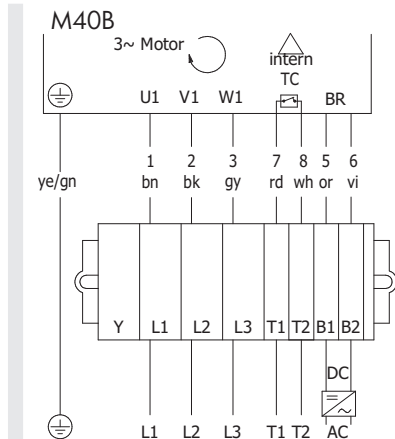 M40B
3~ Motor
intern
TC
U1 V1 W1 BR
1 2 3 7 8 5 6
ye/gn bn bk gy rd wh or vi
Y L1 L2 L3 T1 T2 B1 B2
DC
L1 L2 L3 T1 T2 AC